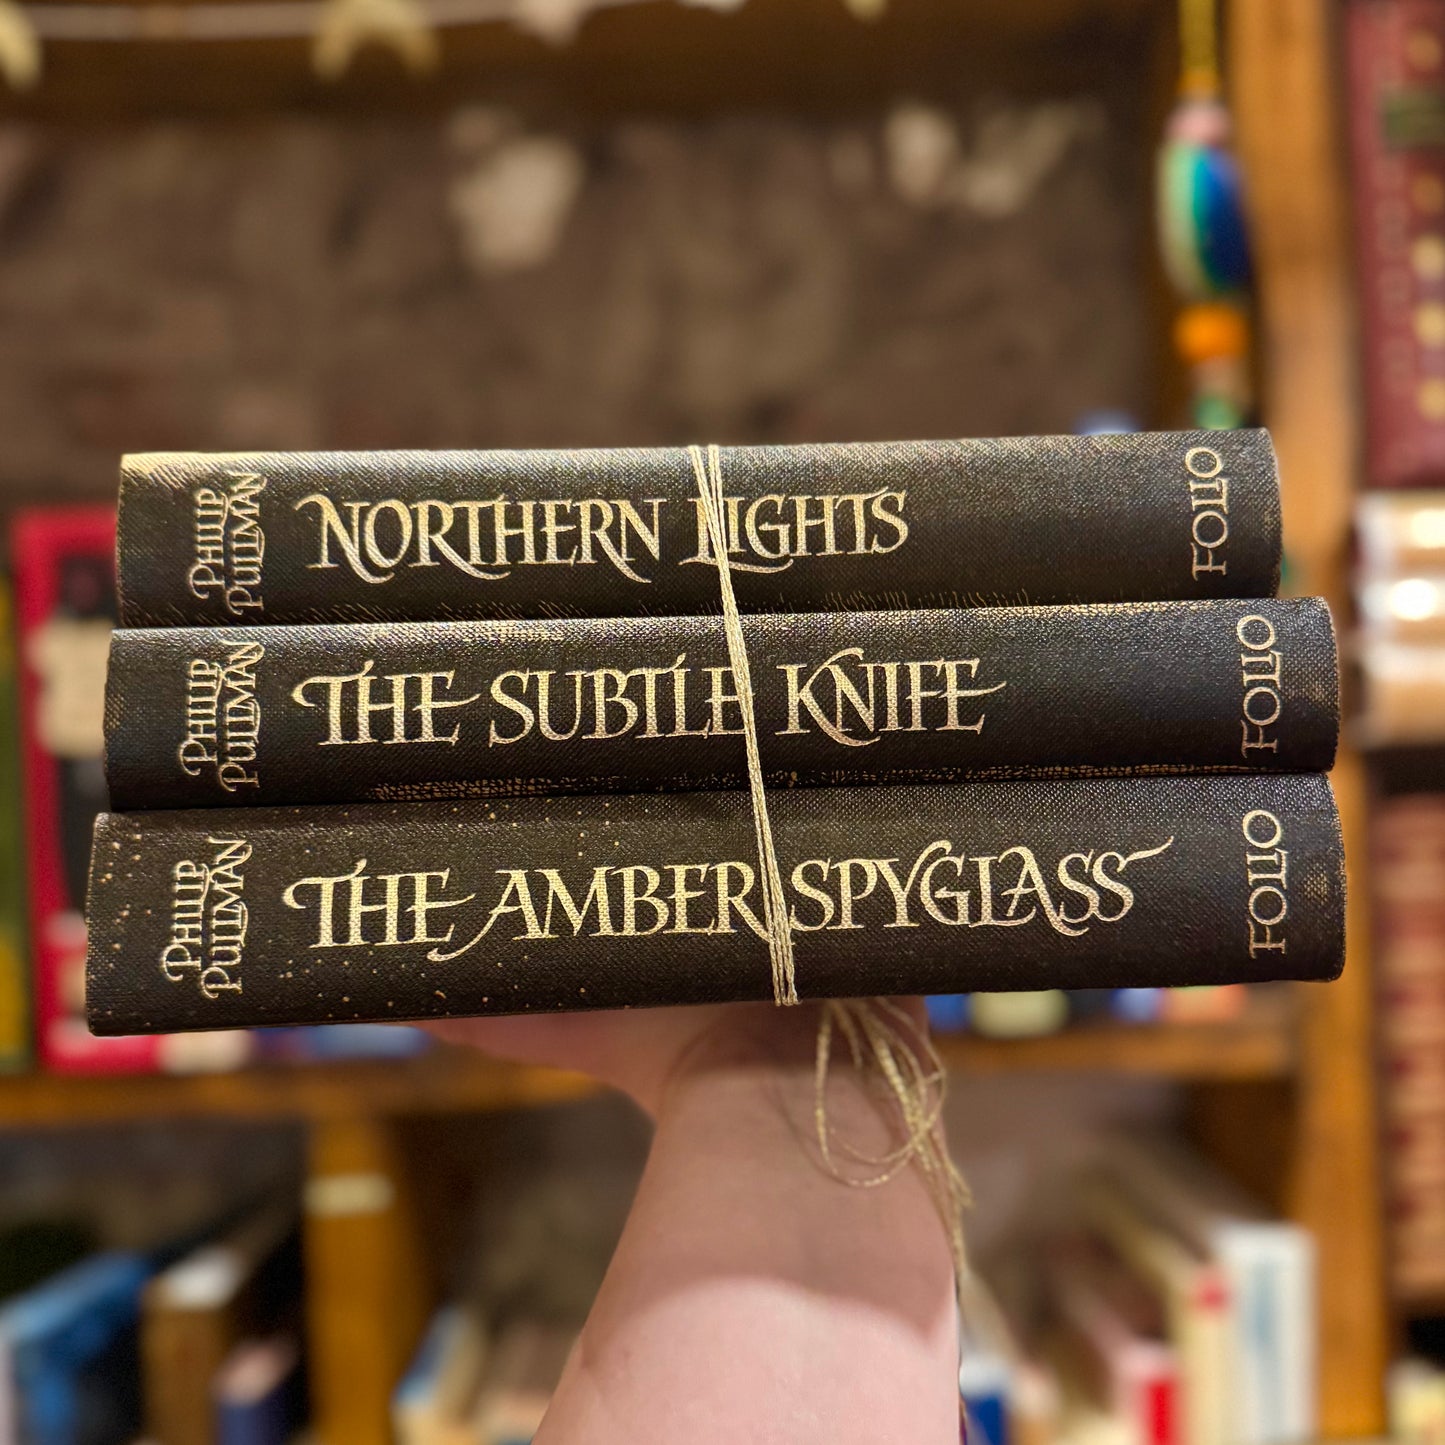 PHILIP
PULLMAN
NORTHERN LIGHTS
FOLIO
PHILIP
PULLMAN
THE SUBTLE KNIFE
FOLIO
PHILIP
PULLMAN
THE AMBER SPYGLASS
FOLIO